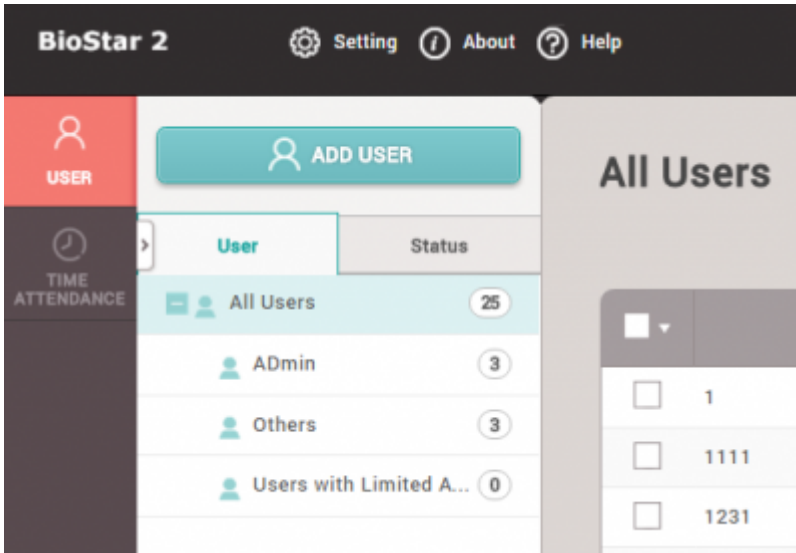 BioStar 2
Setting
About
Help
USER
TIME
ATTENDANCE
ADD USER
User
Status
All Users 25
ADmin 3
Others 3
Users with Limited A... 0
All Users
1
1111
1231